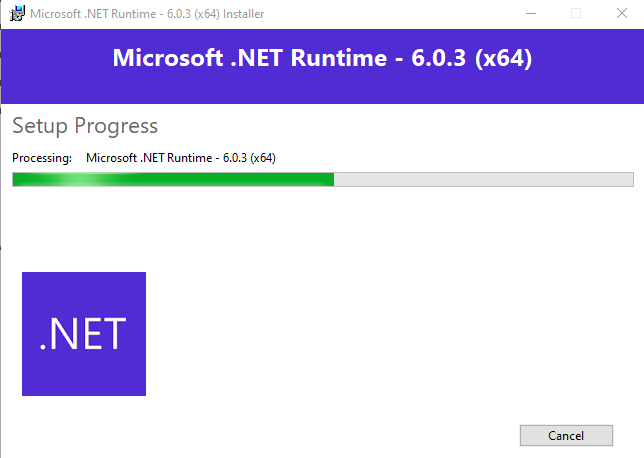 Microsoft .NET Runtime - 6.0.3 (x64) Installer
Microsoft .NET Runtime - 6.0.3 (x64)
Setup Progress
Processing: Microsoft .NET Runtime - 6.0.3 (x64)
.NET
Cancel